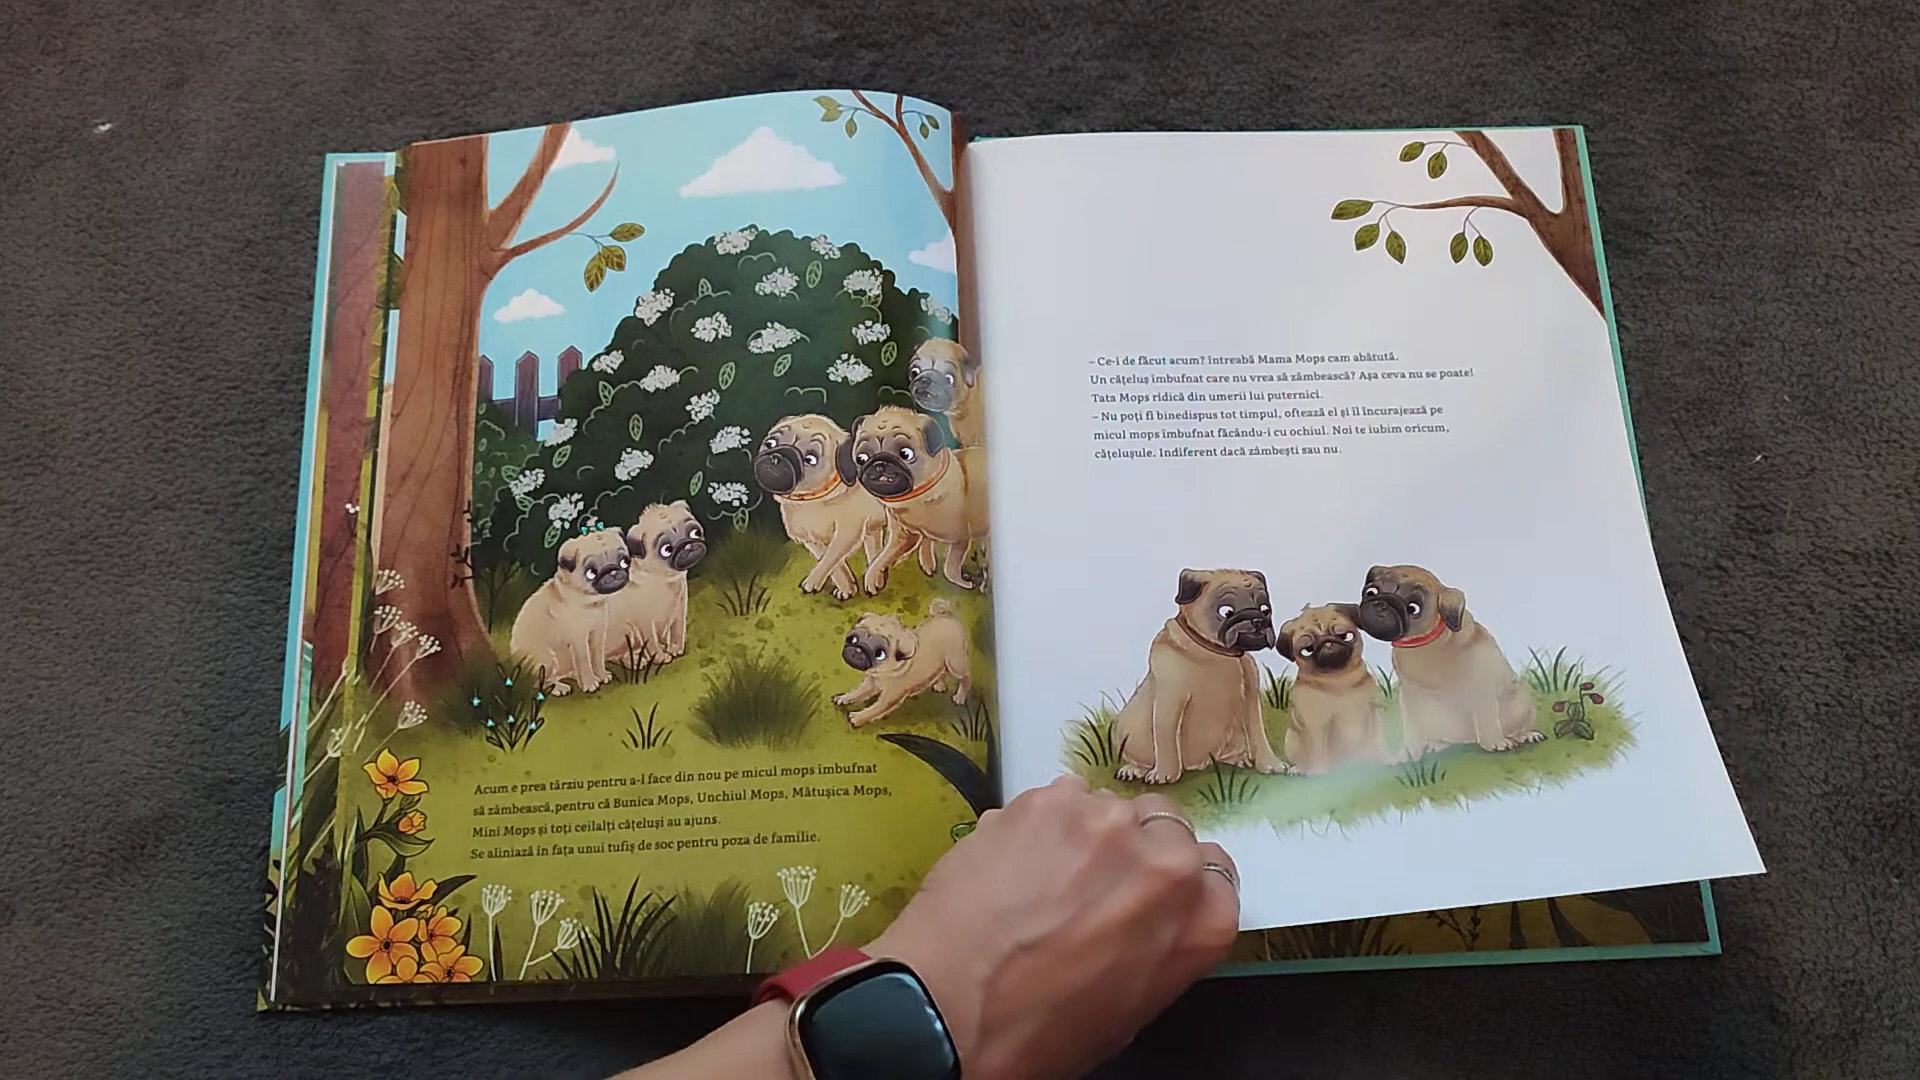 Acum e prea târziu pentru a-l face din nou pe micul mops îmbufnat
să zâmbească,pentru că Bunica Mops, Unchiul Mops, Mătușica Mops,
Mini Mops și toți ceilalți cățeluși au ajuns.
Se aliniază în fața unui tufiș de soc pentru poza de familie.
– Ce-i de făcut acum? întreabă Mama Mops cam abătută.
Un cățeluș îmbufnat care nu vrea să zâmbească? Așa ceva nu se poate!
Tata Mops ridică din umerii lui puternici.
– Nu poți fi binedispus tot timpul, oftează el și îl încurajează pe
micul mops îmbufnat făcându-i cu ochiul. Noi te iubim oricum,
cățelușule. Indiferent dacă zâmbești sau nu.